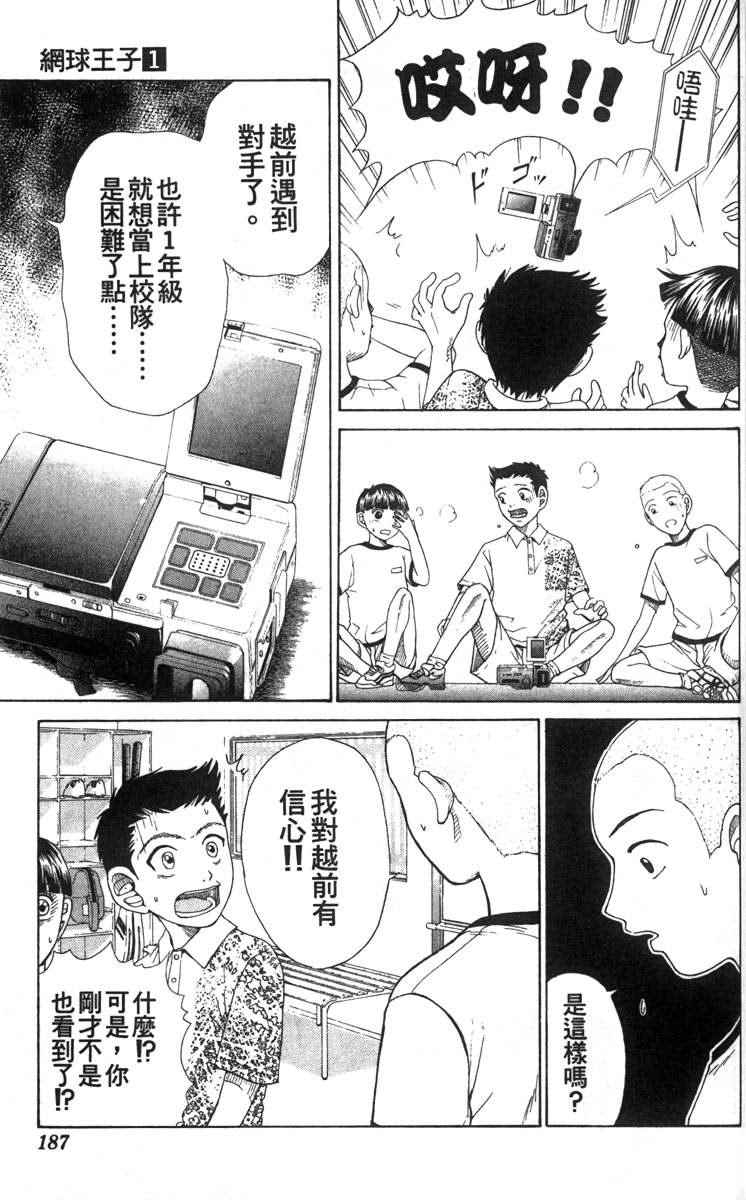 網球王子1
唔哇——
哎呀!!
ドゴッ
越前遇到
對手了。
也許1年級
就想當上校隊……
是困難了點……
是這樣嗎?
我對越前有
信心!!
什麼!?
可是,你
剛才不是
也看到了!?
187